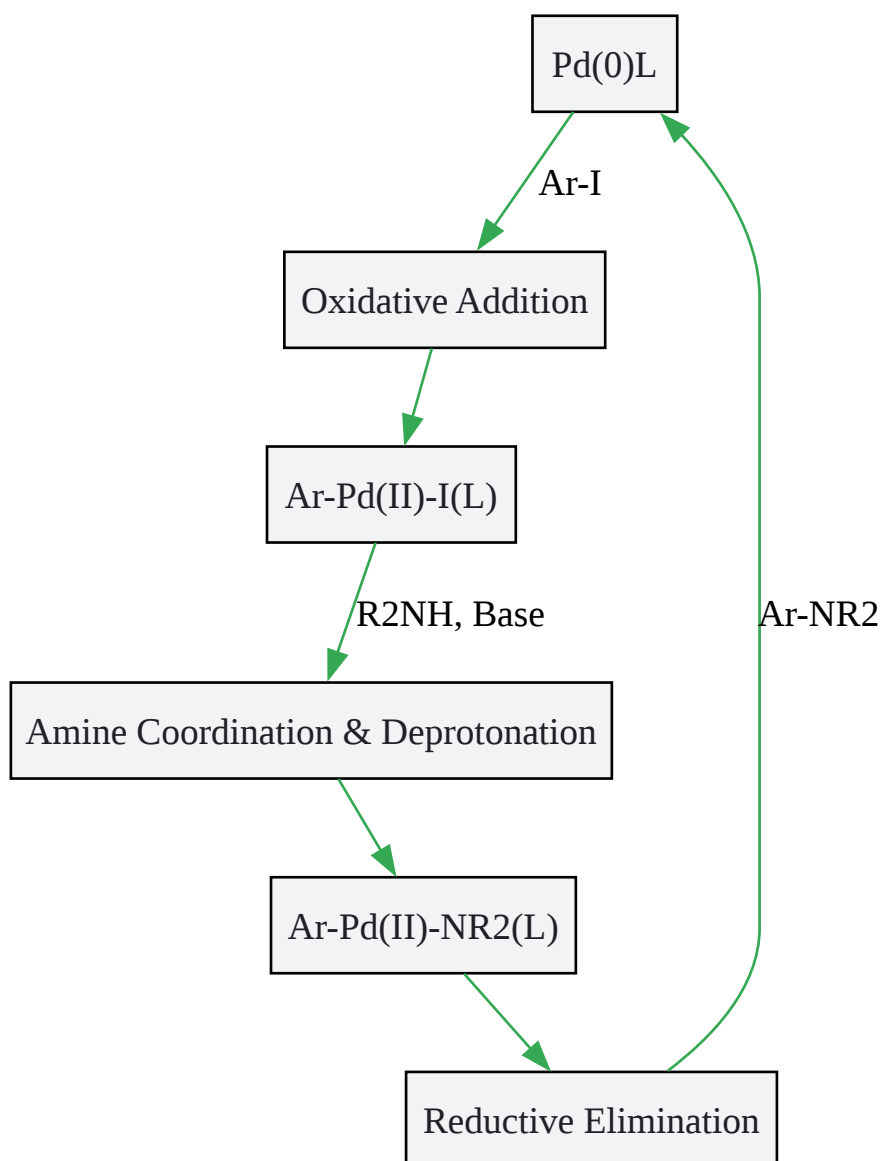 Pd(0)L
Ar-I
Oxidative Addition
Ar-Pd(II)-I(L)
R2NH, Base
Ar-NR2
Amine Coordination & Deprotonation
Ar-Pd(II)-NR2(L)
Reductive Elimination